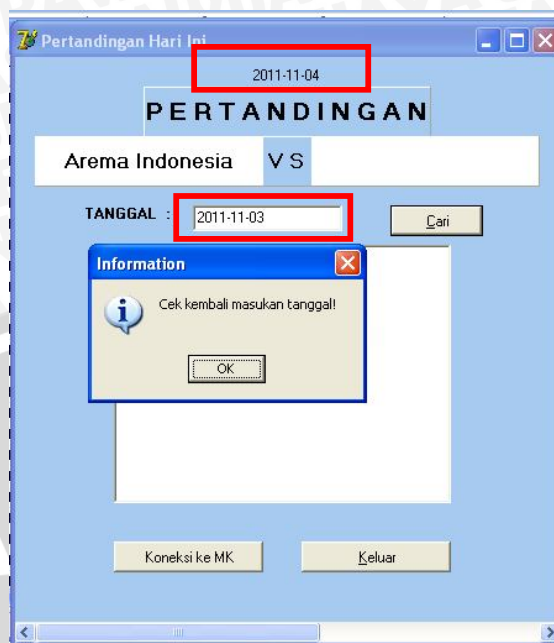 Pertandingan Hari Ini
2011-11-04
PERTANDINGAN
Arema Indonesia VS
TANGGAL : 2011-11-03 Cari
Information
Cek kembali masukan tanggal!
OK
Koneksi ke MK Keluar